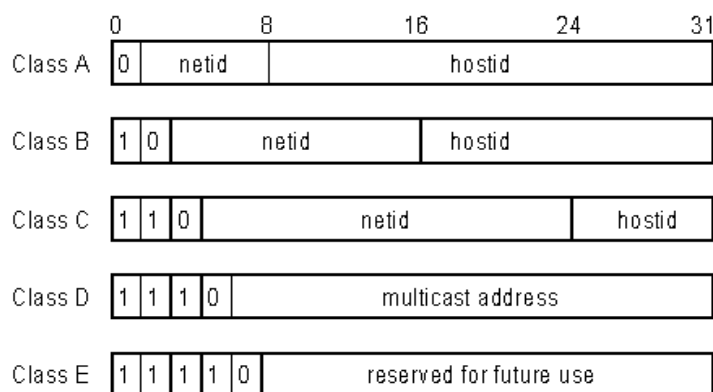 0 8 16 24 31
Class A 0 netid hostid
Class B 1 0 netid hostid
Class C 1 1 0 netid hostid
Class D 1 1 1 0 multicast address
Class E 1 1 1 1 0 reserved for future use